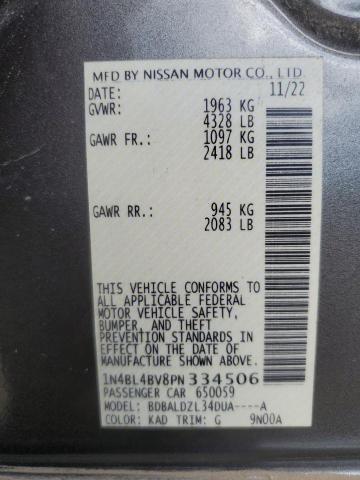 MFD BY NISSAN MOTOR CO., LTD.
DATE: 11/22
GVWR: 1963 KG
4328 LB
GAWR FR.: 1097 KG
2418 LB
GAWR RR.: 945 KG
2083 LB
THIS VEHICLE CONFORMS TO
ALL APPLICABLE FEDERAL
MOTOR VEHICLE SAFETY,
BUMPER, AND THEFT
PREVENTION STANDARDS
IN EFFECT ON THE DATE OF
MANUFACTURE SHOWN ABOVE.
1N4BL4BV8PN334506
PASSENGER CAR 650059
MODEL: BDBALDZL34DUA----A
COLOR: KAD TRIM: G 9N00A